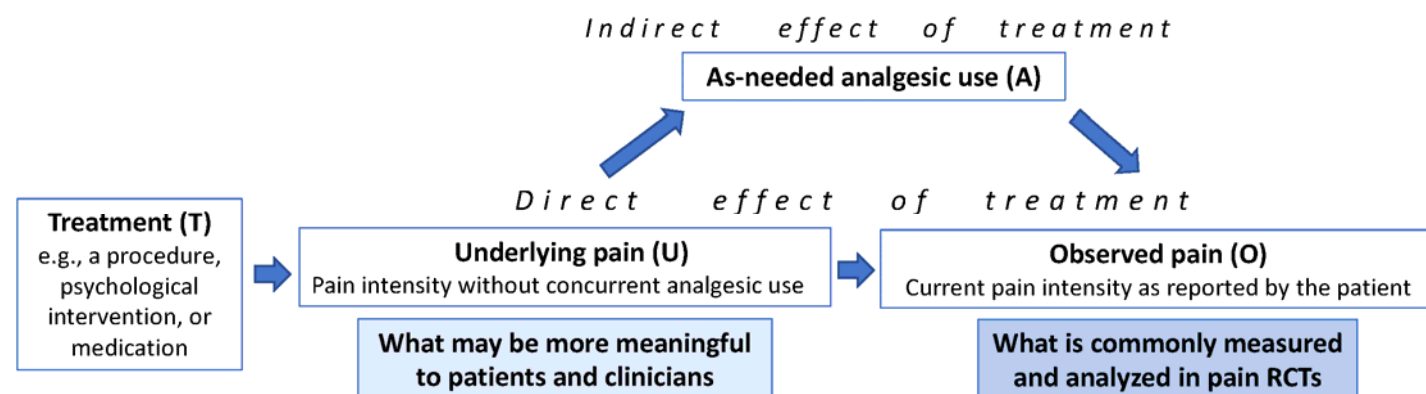 Indirect effect of treatment
As-needed analgesic use (A)
Direct effect of treatment
Treatment (T)
e.g., a procedure,
psychological
intervention, or
medication
Underlying pain (U)
Pain intensity without concurrent analgesic use
What may be more meaningful
to patients and clinicians
Observed pain (O)
Current pain intensity as reported by the patient
What is commonly measured
and analyzed in pain RCTs